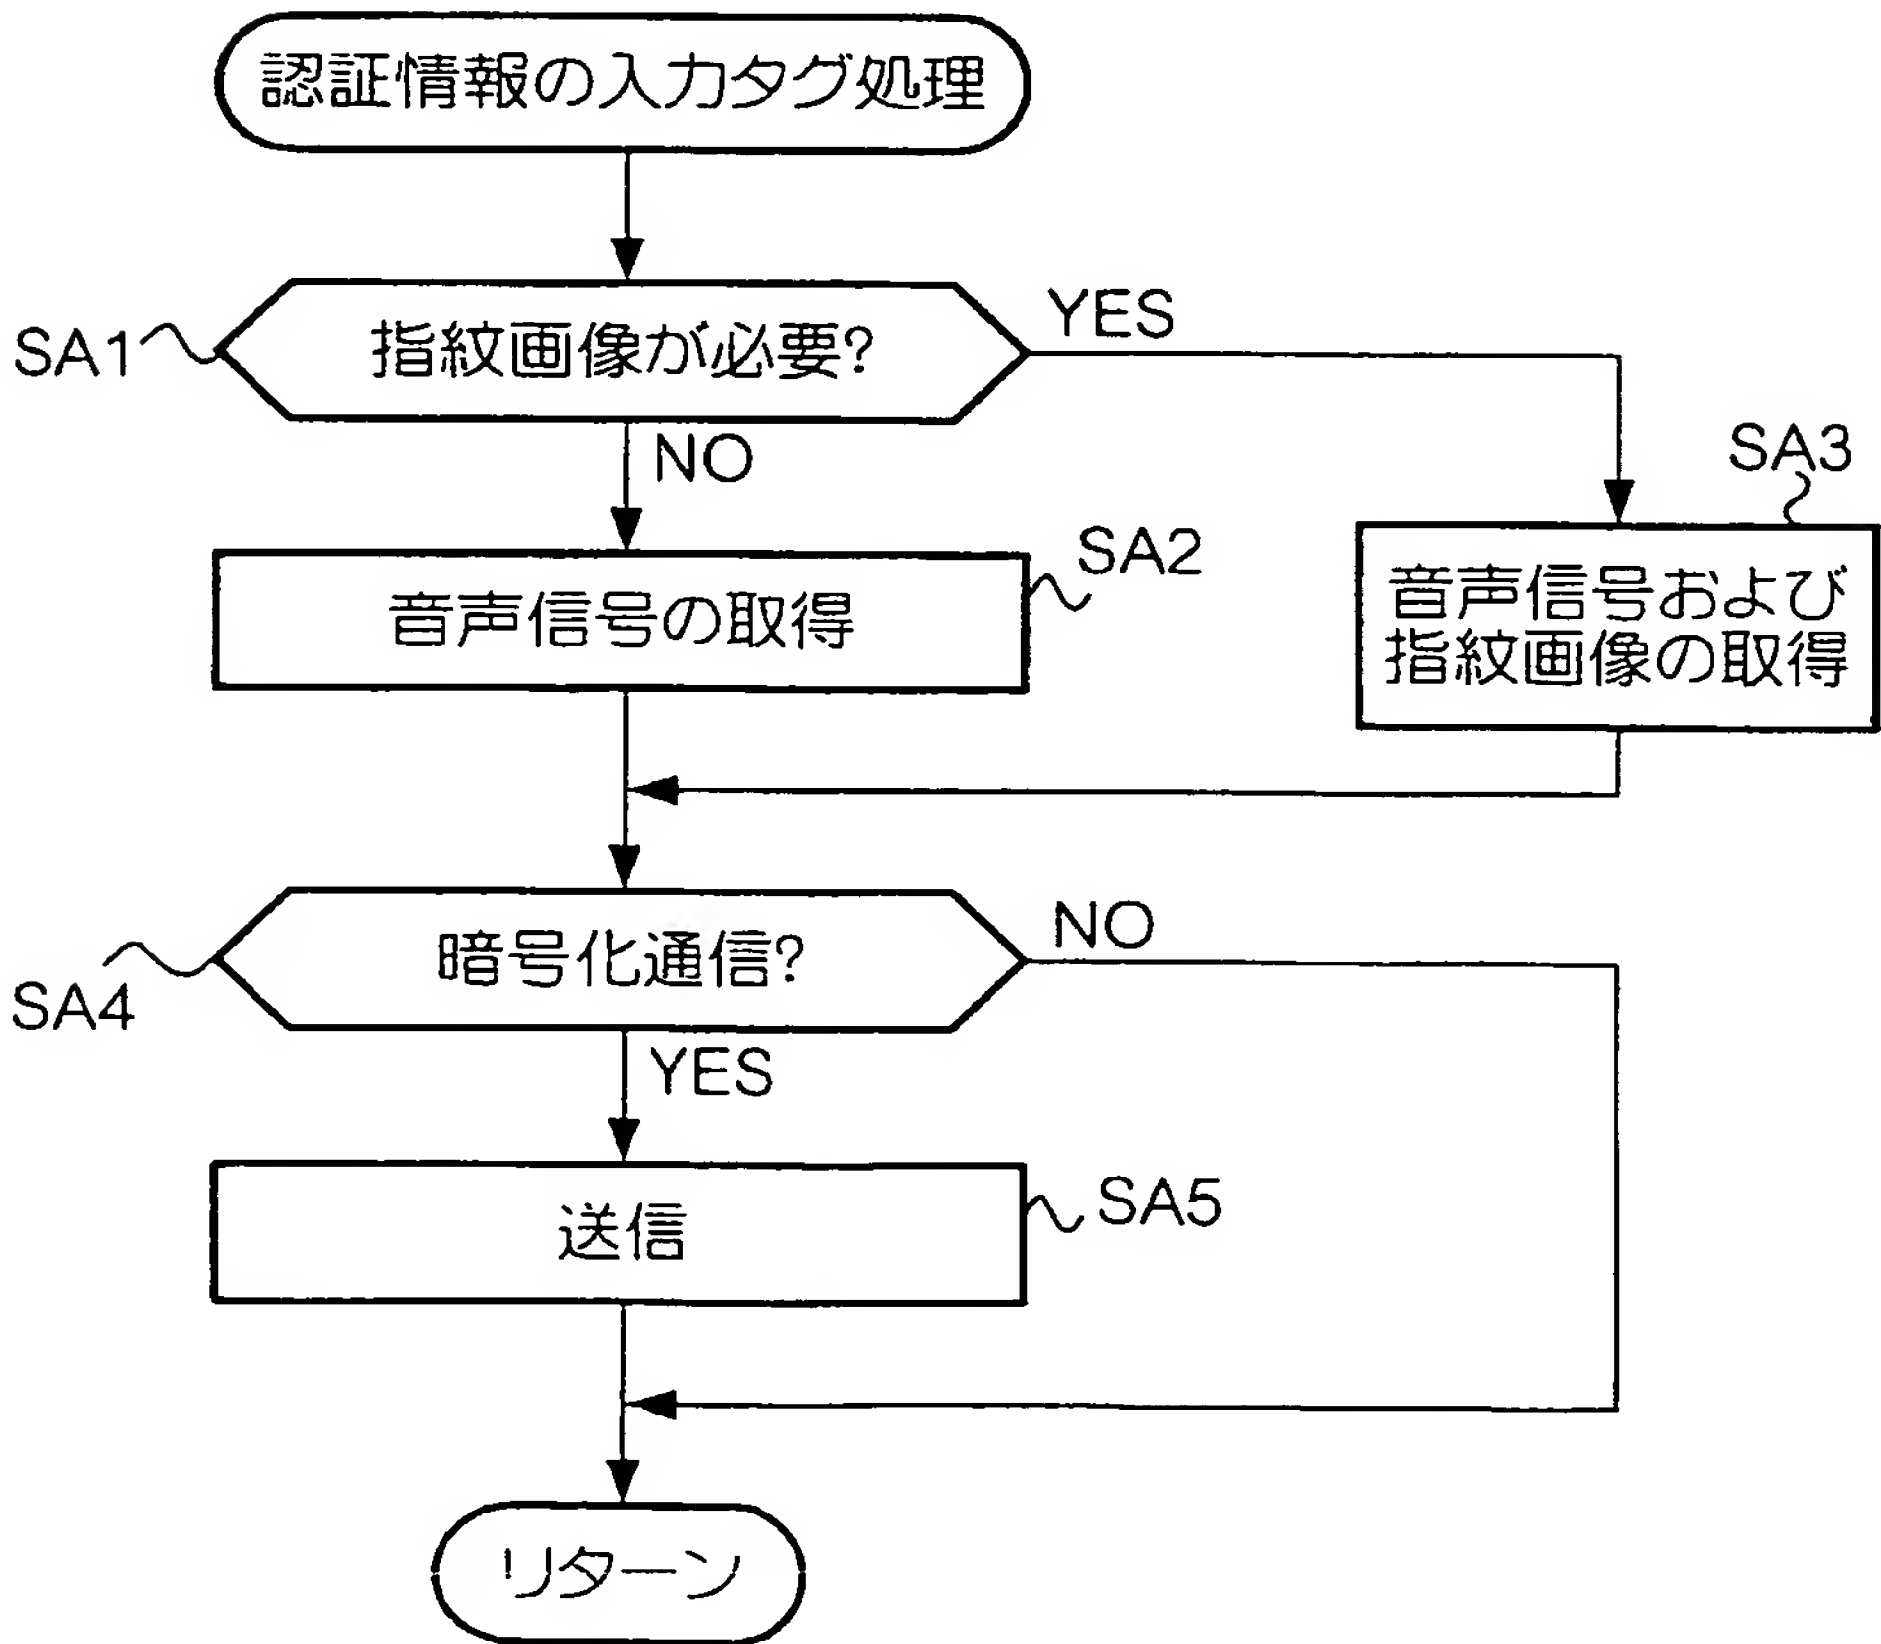 認証情報の入力タグ処理
SA1
指紋画像が必要?
YES
NO
SA3
SA2
音声信号の取得
音声信号および
指紋画像の取得
暗号化通信?
NO
SA4
YES
送信
SA5
リターン